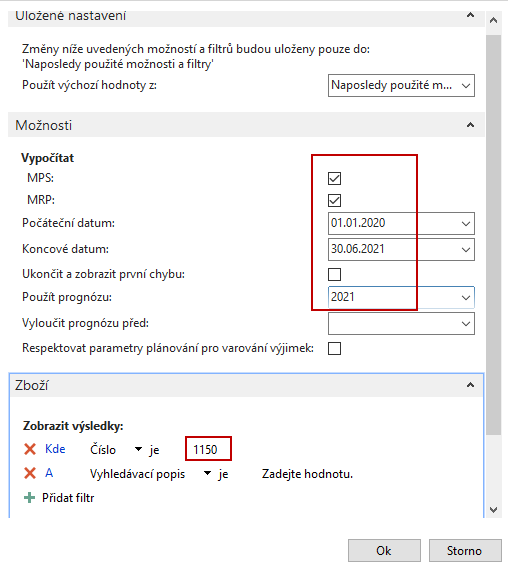 Uložené nastavení
Změny níže uvedených možností a filtrů budou uloženy pouze do:
'Naposledy použité možnosti a filtry'
Použít výchozí hodnoty z: Naposledy použité m...
Možnosti
Vypočítat
MPS:
MRP:
Počáteční datum: 01.01.2020
Koncové datum: 30.06.2021
Ukončit a zobrazit první chybu:
Použít prognózu: 2021
Vyloučit prognózu před:
Respektovat parametry plánování pro varování výjimek:
Zboží
Zobrazit výsledky:
Kde Číslo je 1150
A Vyhledávací popis je Zadejte hodnotu.
Přidat filtr
Ok Storno